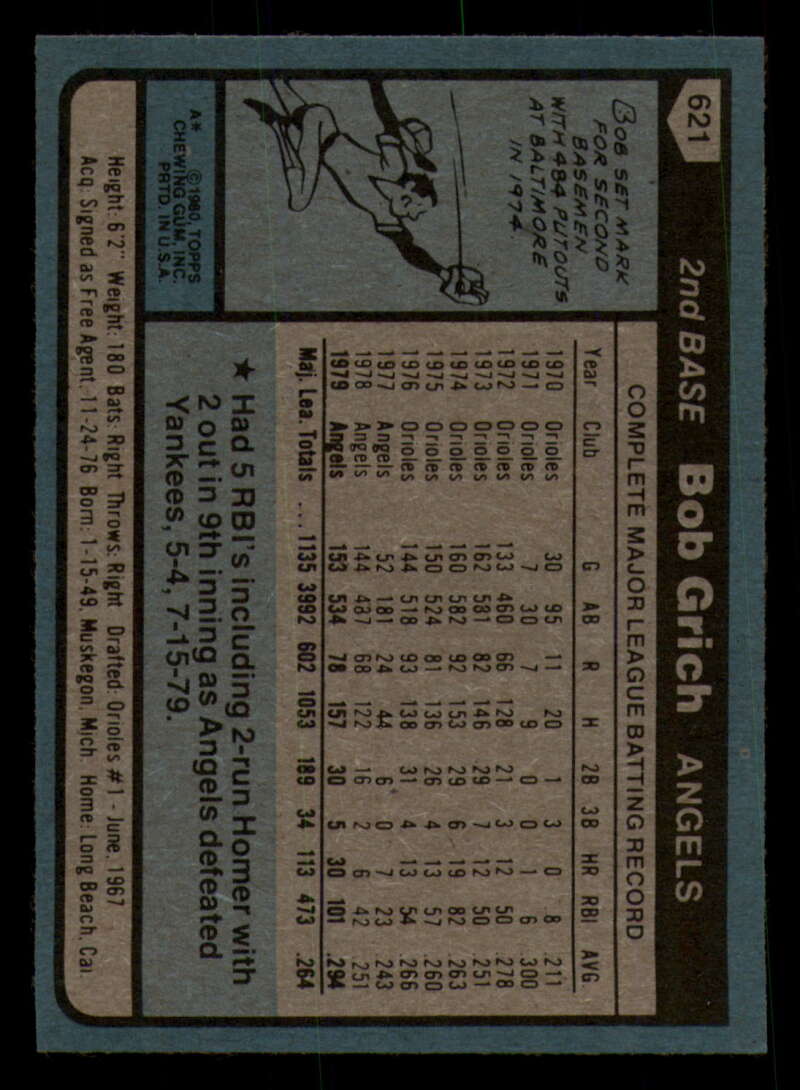 621
2nd BASE Bob Grich ANGELS
BOB SET MARK
FOR SECOND
BASEMEN
WITH 484 PUTOUTS
AT BALTIMORE
IN 1974.
A* ©1980 TOPPS
CHEWING GUM, INC.
PRTD. IN U.S.A.
COMPLETE MAJOR LEAGUE BATTING RECORD
Year Club G AB R H 2B 3B HR RBI AVG
1970 Orioles 30 95 11 20 1 3 0 8 .211
1971 Orioles 7 30 7 9 0 0 1 6 .300
1972 Orioles 133 460 66 128 21 3 12 50 .278
1973 Orioles 162 581 82 146 29 7 12 50 .251
1974 Orioles 160 582 92 153 29 6 19 82 .263
1975 Orioles 150 524 81 136 26 4 13 57 .260
1976 Orioles 144 518 93 138 31 4 13 54 .266
1977 Angels 52 181 24 44 6 0 7 23 .243
1978 Angels 144 487 68 122 16 2 6 42 .251
1979 Angels 153 534 78 157 30 5 30 101 .294
Maj. Lea. Totals ... 1135 3992 602 1053 189 34 113 473 .264
★ Had 5 RBI's including 2-run Homer with
2 out in 9th inning as Angels defeated
Yankees, 5-4, 7-15-79.
Height: 6'2" Weight: 180 Bats: Right Throws: Right Drafted: Orioles #1 - June, 1967
Acq: Signed as Free Agent, 11-24-76 Born: 1-15-49, Muskegon, Mich Home: Long Beach, Cal